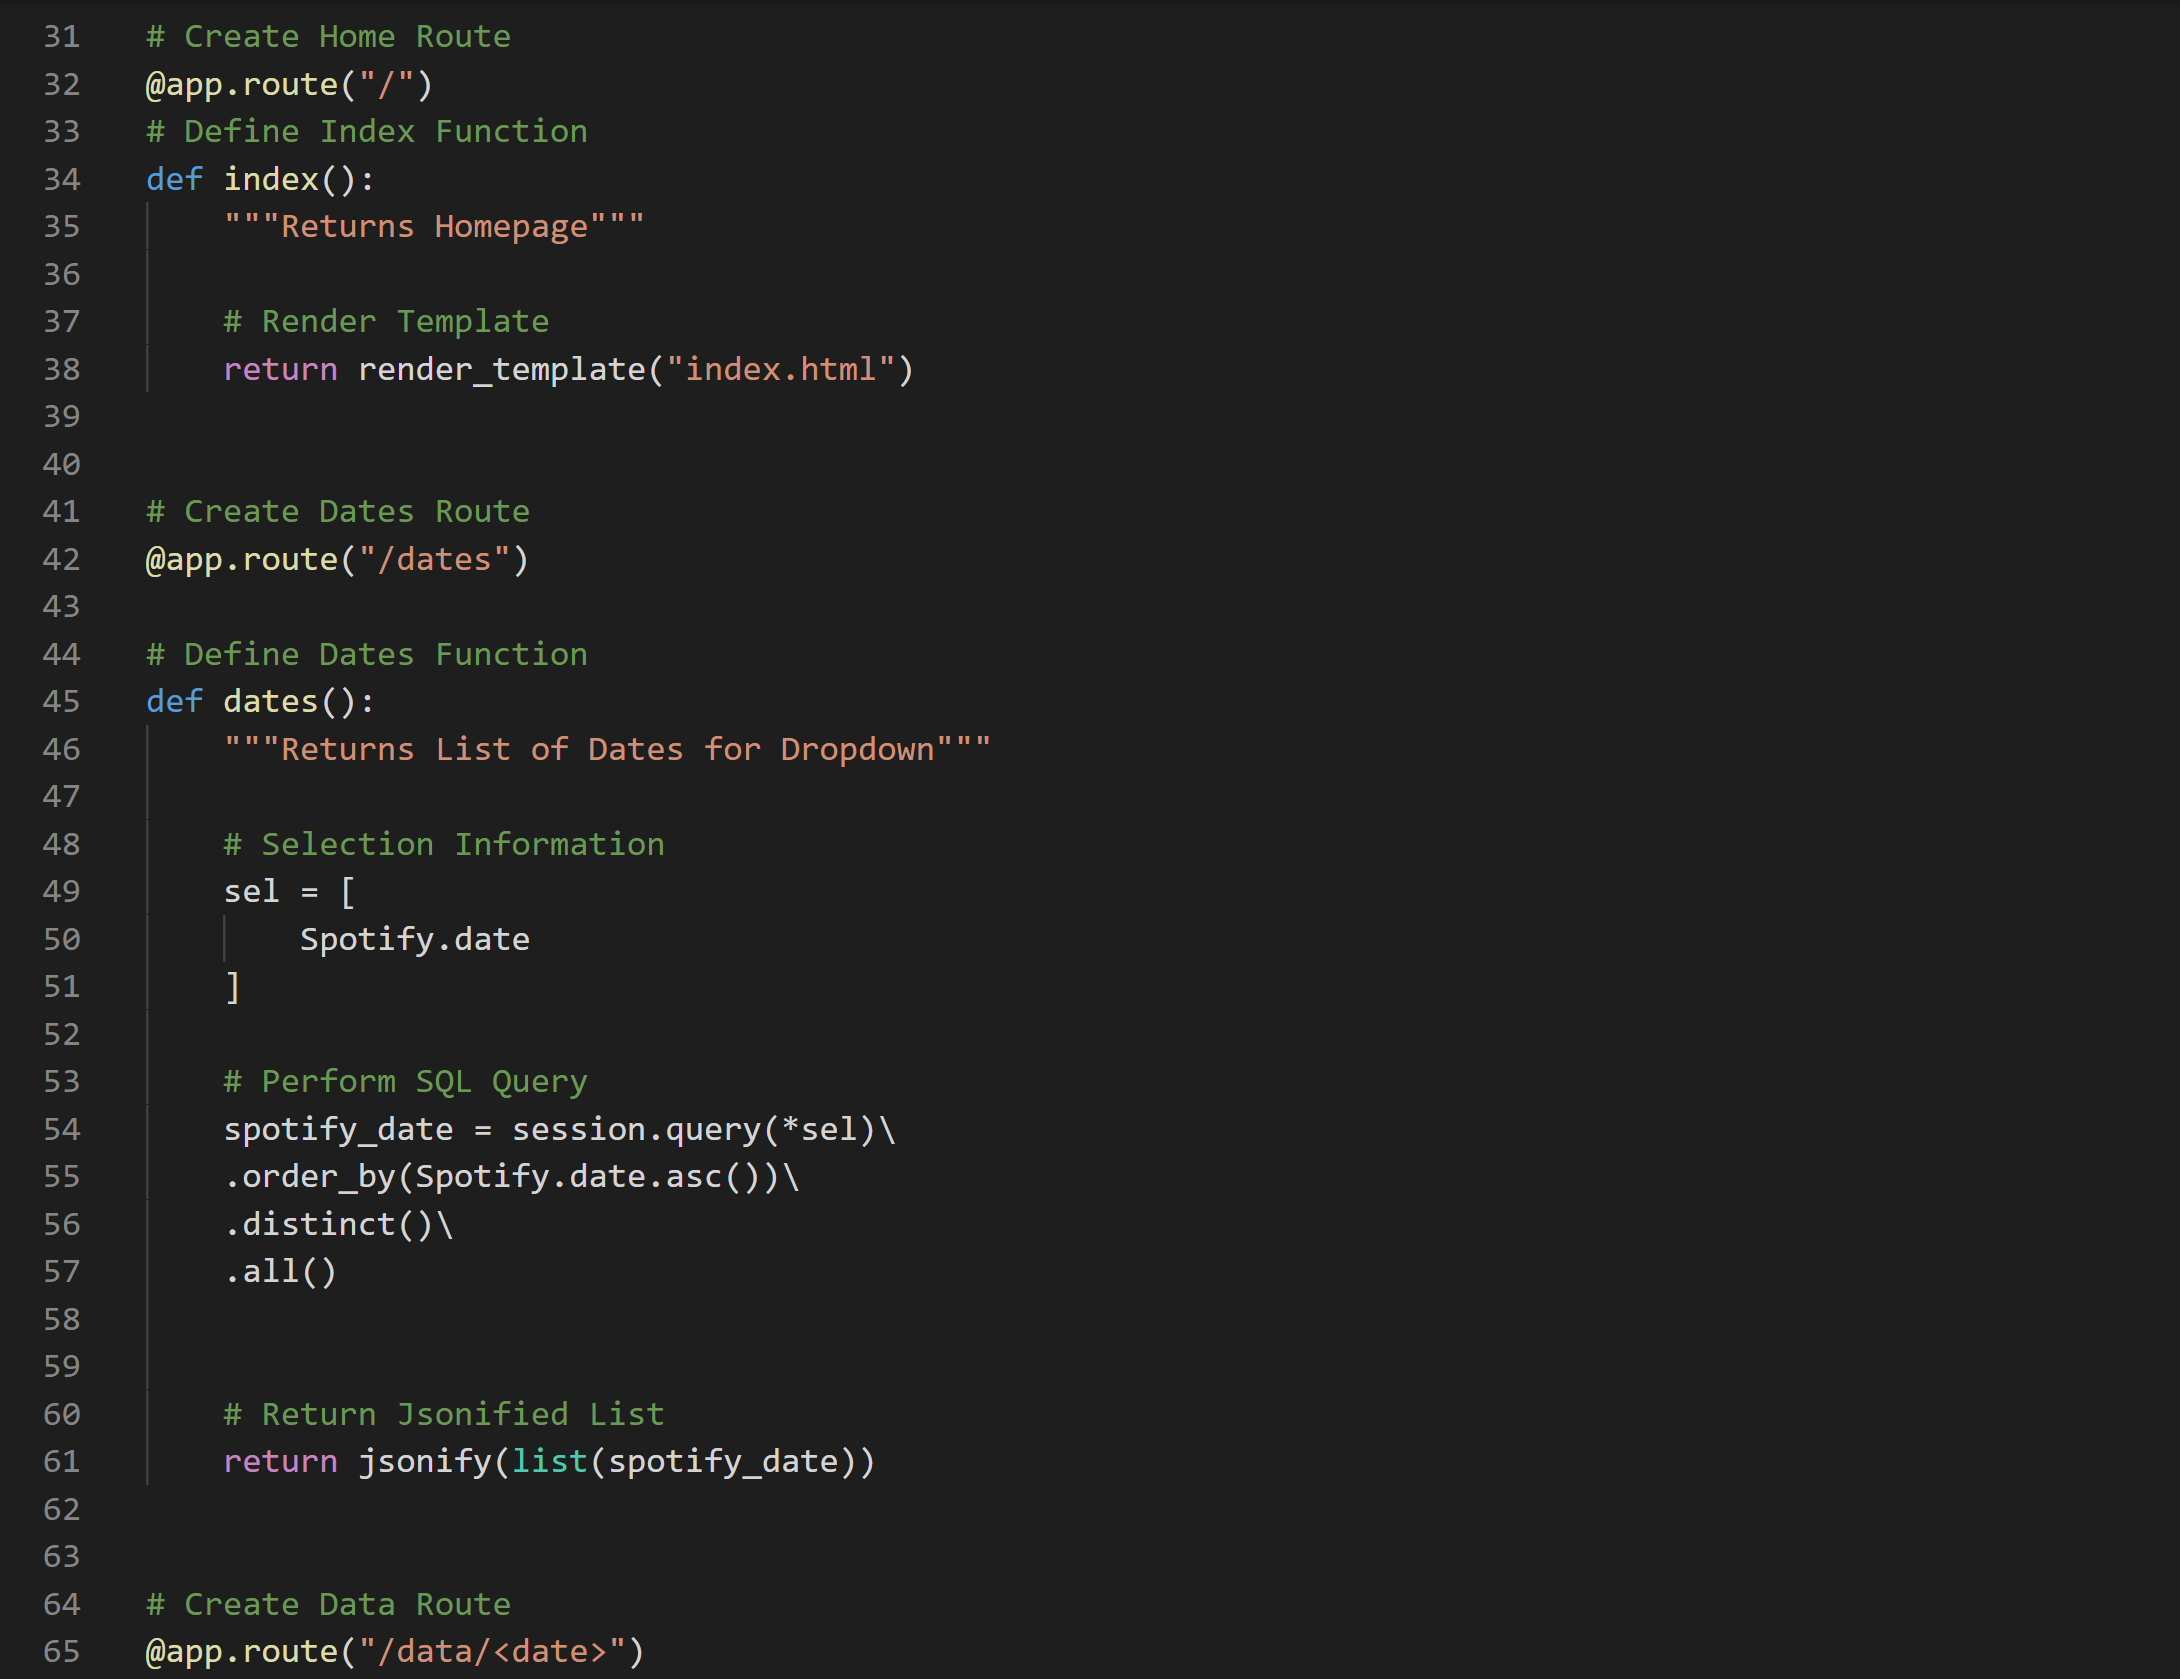 31 # Create Home Route
32 @app.route("/")
33 # Define Index Function
34 def index():
35     """Returns Homepage"""
36
37     # Render Template
38     return render_template("index.html")
39
40
41 # Create Dates Route
42 @app.route("/dates")
43
44 # Define Dates Function
45 def dates():
46     """Returns List of Dates for Dropdown"""
47
48     # Selection Information
49     sel = [
50         Spotify.date
51     ]
52
53     # Perform SQL Query
54     spotify_date = session.query(*sel)\
55     .order_by(Spotify.date.asc())\
56     .distinct()\
57     .all()
58
59
60     # Return Jsonified List
61     return jsonify(list(spotify_date))
62
63
64 # Create Data Route
65 @app.route("/data/<date>")